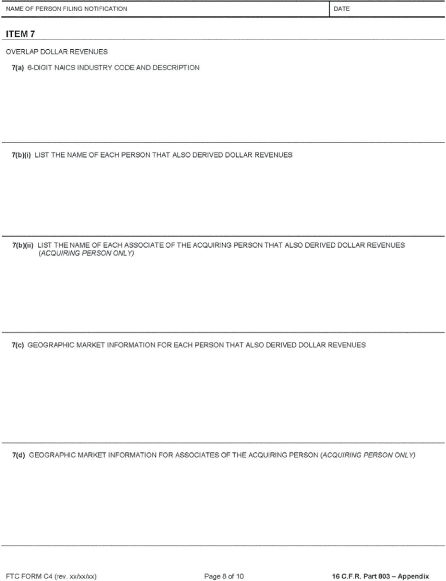 NAME OF PERSON FILING NOTIFICATION DATE
ITEM 7
OVERLAP DOLLAR REVENUES
7(a) 6-DIGIT NAICS INDUSTRY CODE AND DESCRIPTION
7(b)(i) LIST THE NAME OF EACH PERSON THAT ALSO DERIVED DOLLAR REVENUES
7(b)(ii) LIST THE NAME OF EACH ASSOCIATE OF THE ACQUIRING PERSON THAT ALSO DERIVED DOLLAR REVENUES
(ACQUIRING PERSON ONLY)
7(c) GEOGRAPHIC MARKET INFORMATION FOR EACH PERSON THAT ALSO DERIVED DOLLAR REVENUES
7(d) GEOGRAPHIC MARKET INFORMATION FOR ASSOCIATES OF THE ACQUIRING PERSON (ACQUIRING PERSON ONLY)
FTC FORM C4 (rev. xx/xx/xx) Page 8 of 10 16 C.F.R. Part 803 – Appendix